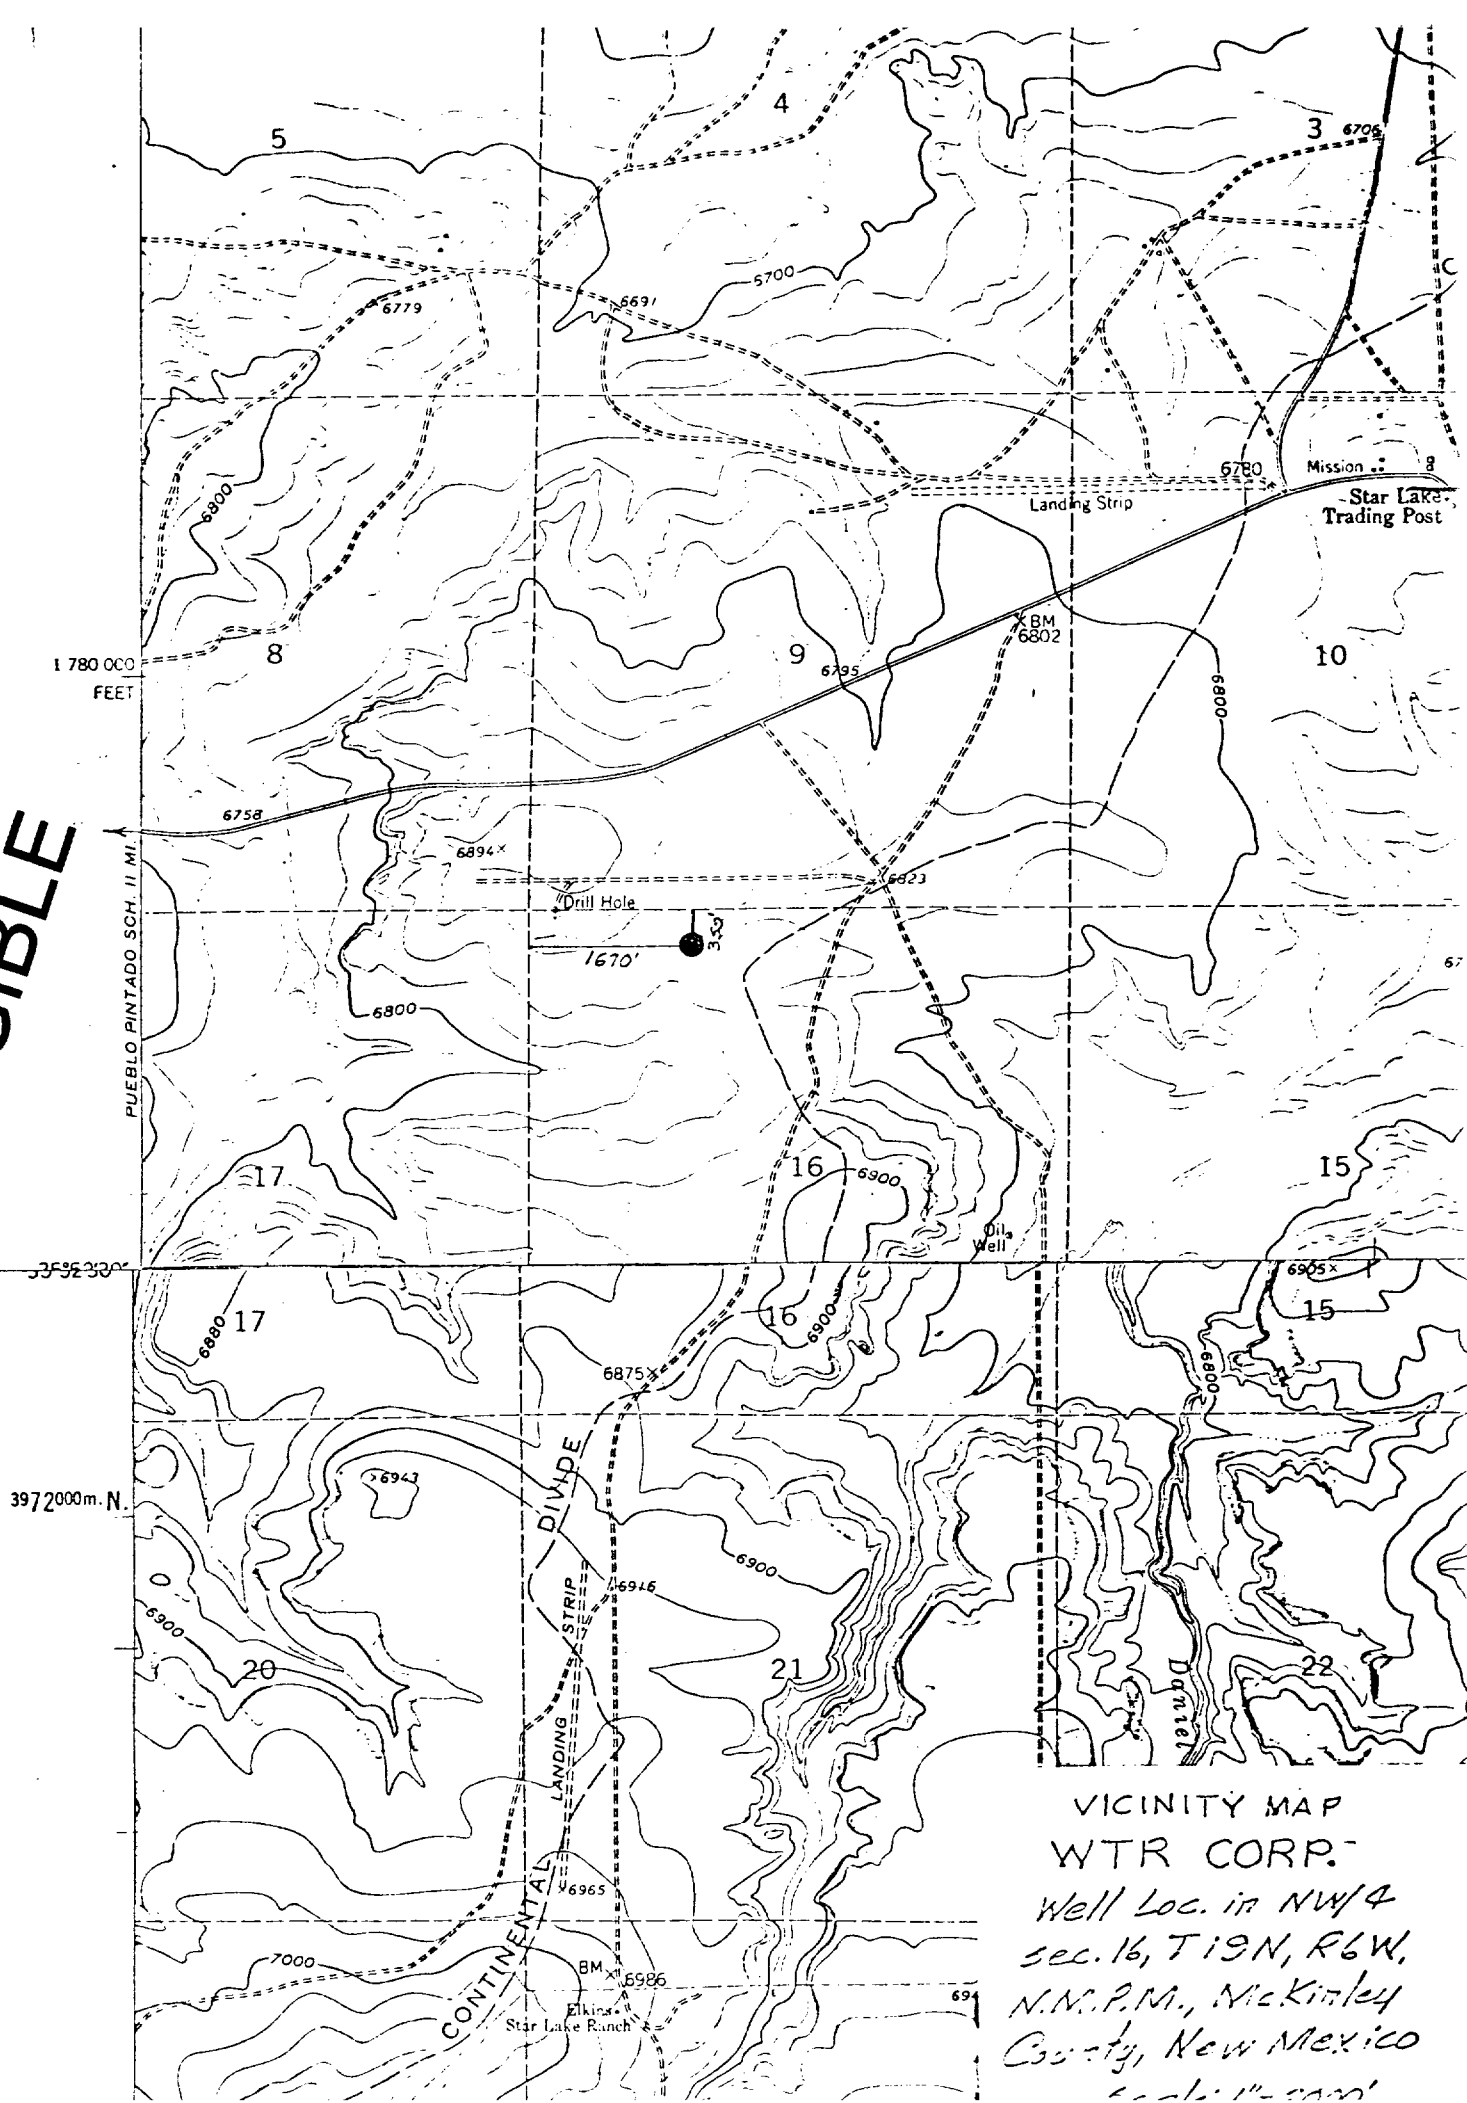 4
5
3 6706
5700
6779
6691
6800
6780
Mission
Star Lake
Trading Post
Landing Strip
BM
6802
1 780 000
FEET
8
9
6795
10
6800
6758
6894
6823
Drill Hole
350'
1670'
SIBLE
PUEBLO PINTADO SCH. 11 MI.
6800
17
16
6900
15
Oil
Well
6905
17
6880
16
6900
15
6800
6875
DIVIDE
6943
3972000m. N.
6900
STRIP
6946
6900
20
21
22
Daniel
LANDING
VICINITY MAP
WTR CORP.
CONTINENTAL
6965
Well Loc. in NW/4
sec. 16, T19N, R6W,
7000
BM
6986
N.M.P.M., McKinley
Elkins
Star Lake Ranch
County, New Mexico